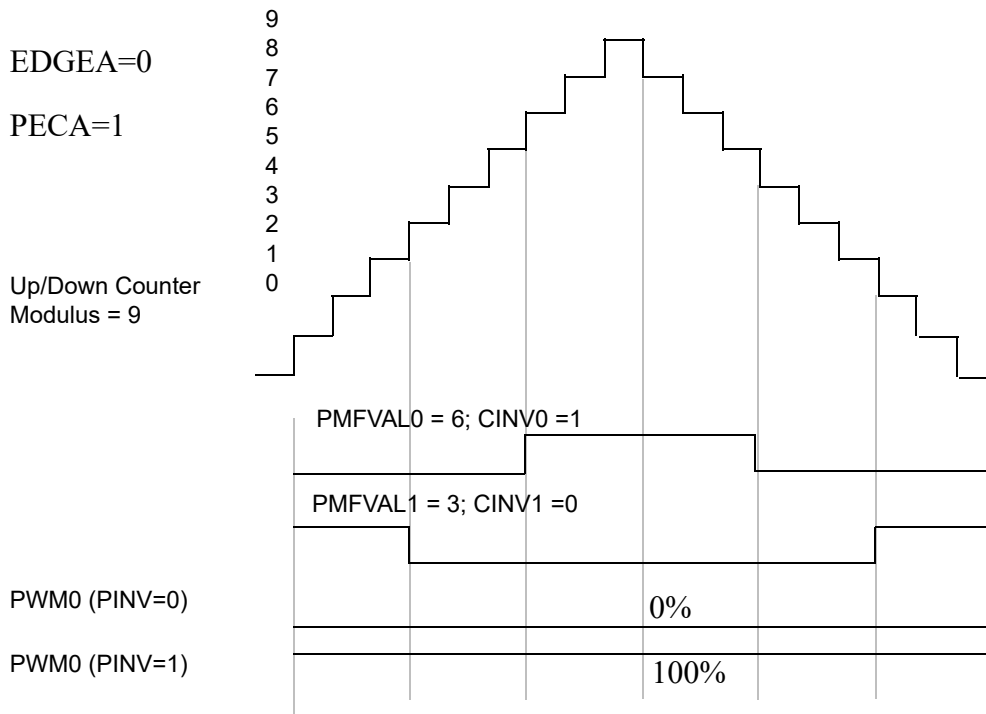 9
8
EDGEA=0
7
6
PECA=1
5
4
3
2
1
Up/Down Counter
0
Modulus = 9
PMFVAL0 = 6; CINV0 =1
PMFVAL1 = 3; CINV1 =0
PWM0 (PINV=0)
0%
PWM0 (PINV=1)
100%